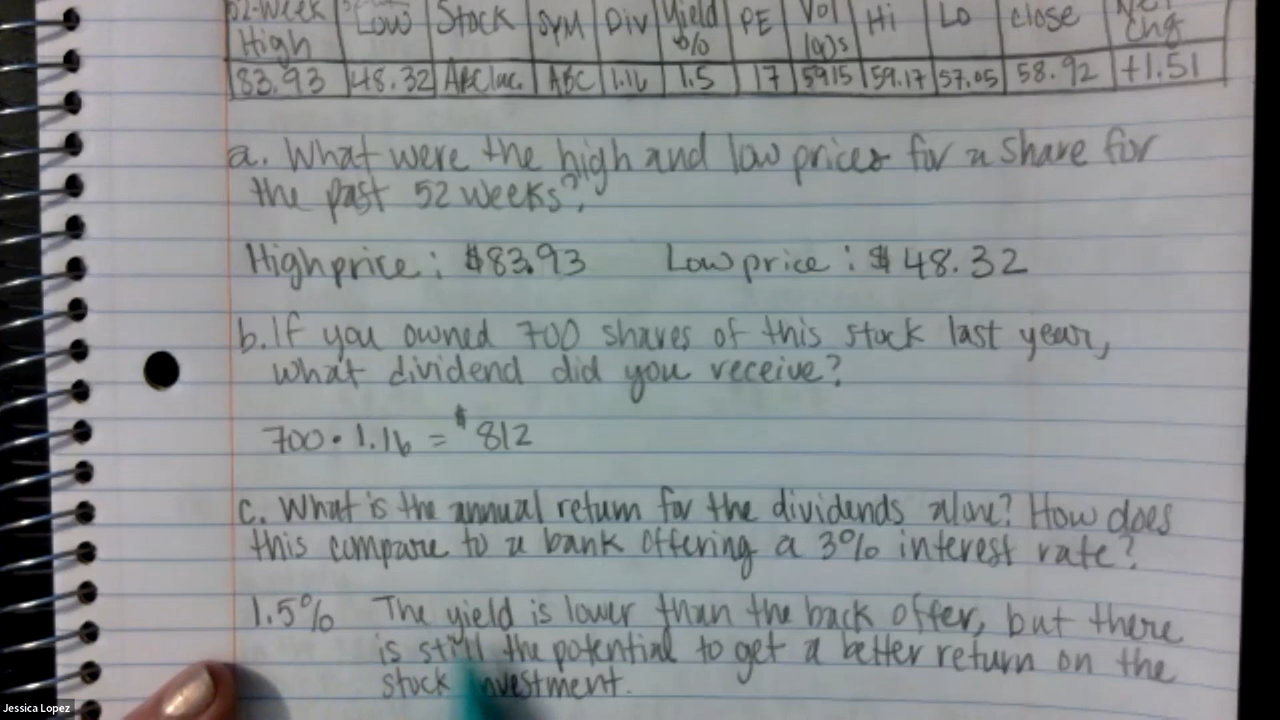 52-Week Low Stock SYM Div Yield PE Vol Hi Lo close Net
High % 100s Chg
83.93 48.32 ABC Inc. ABC 1.16 1.5 17 5915 59.17 57.05 58.92 +1.51
a. What were the high and low prices for a share for
the past 52 weeks?
High price: $83.93 Low price: $48.32
b. If you owned 700 shares of this stock last year,
what dividend did you receive?
700 • 1.16 = $812
c. What is the annual return for the dividends alone? How does
this compare to a bank offering a 3% interest rate?
1.5% The yield is lower than the back offer, but there
is still the potential to get a better return on the
stock investment.
Jessica Lopez